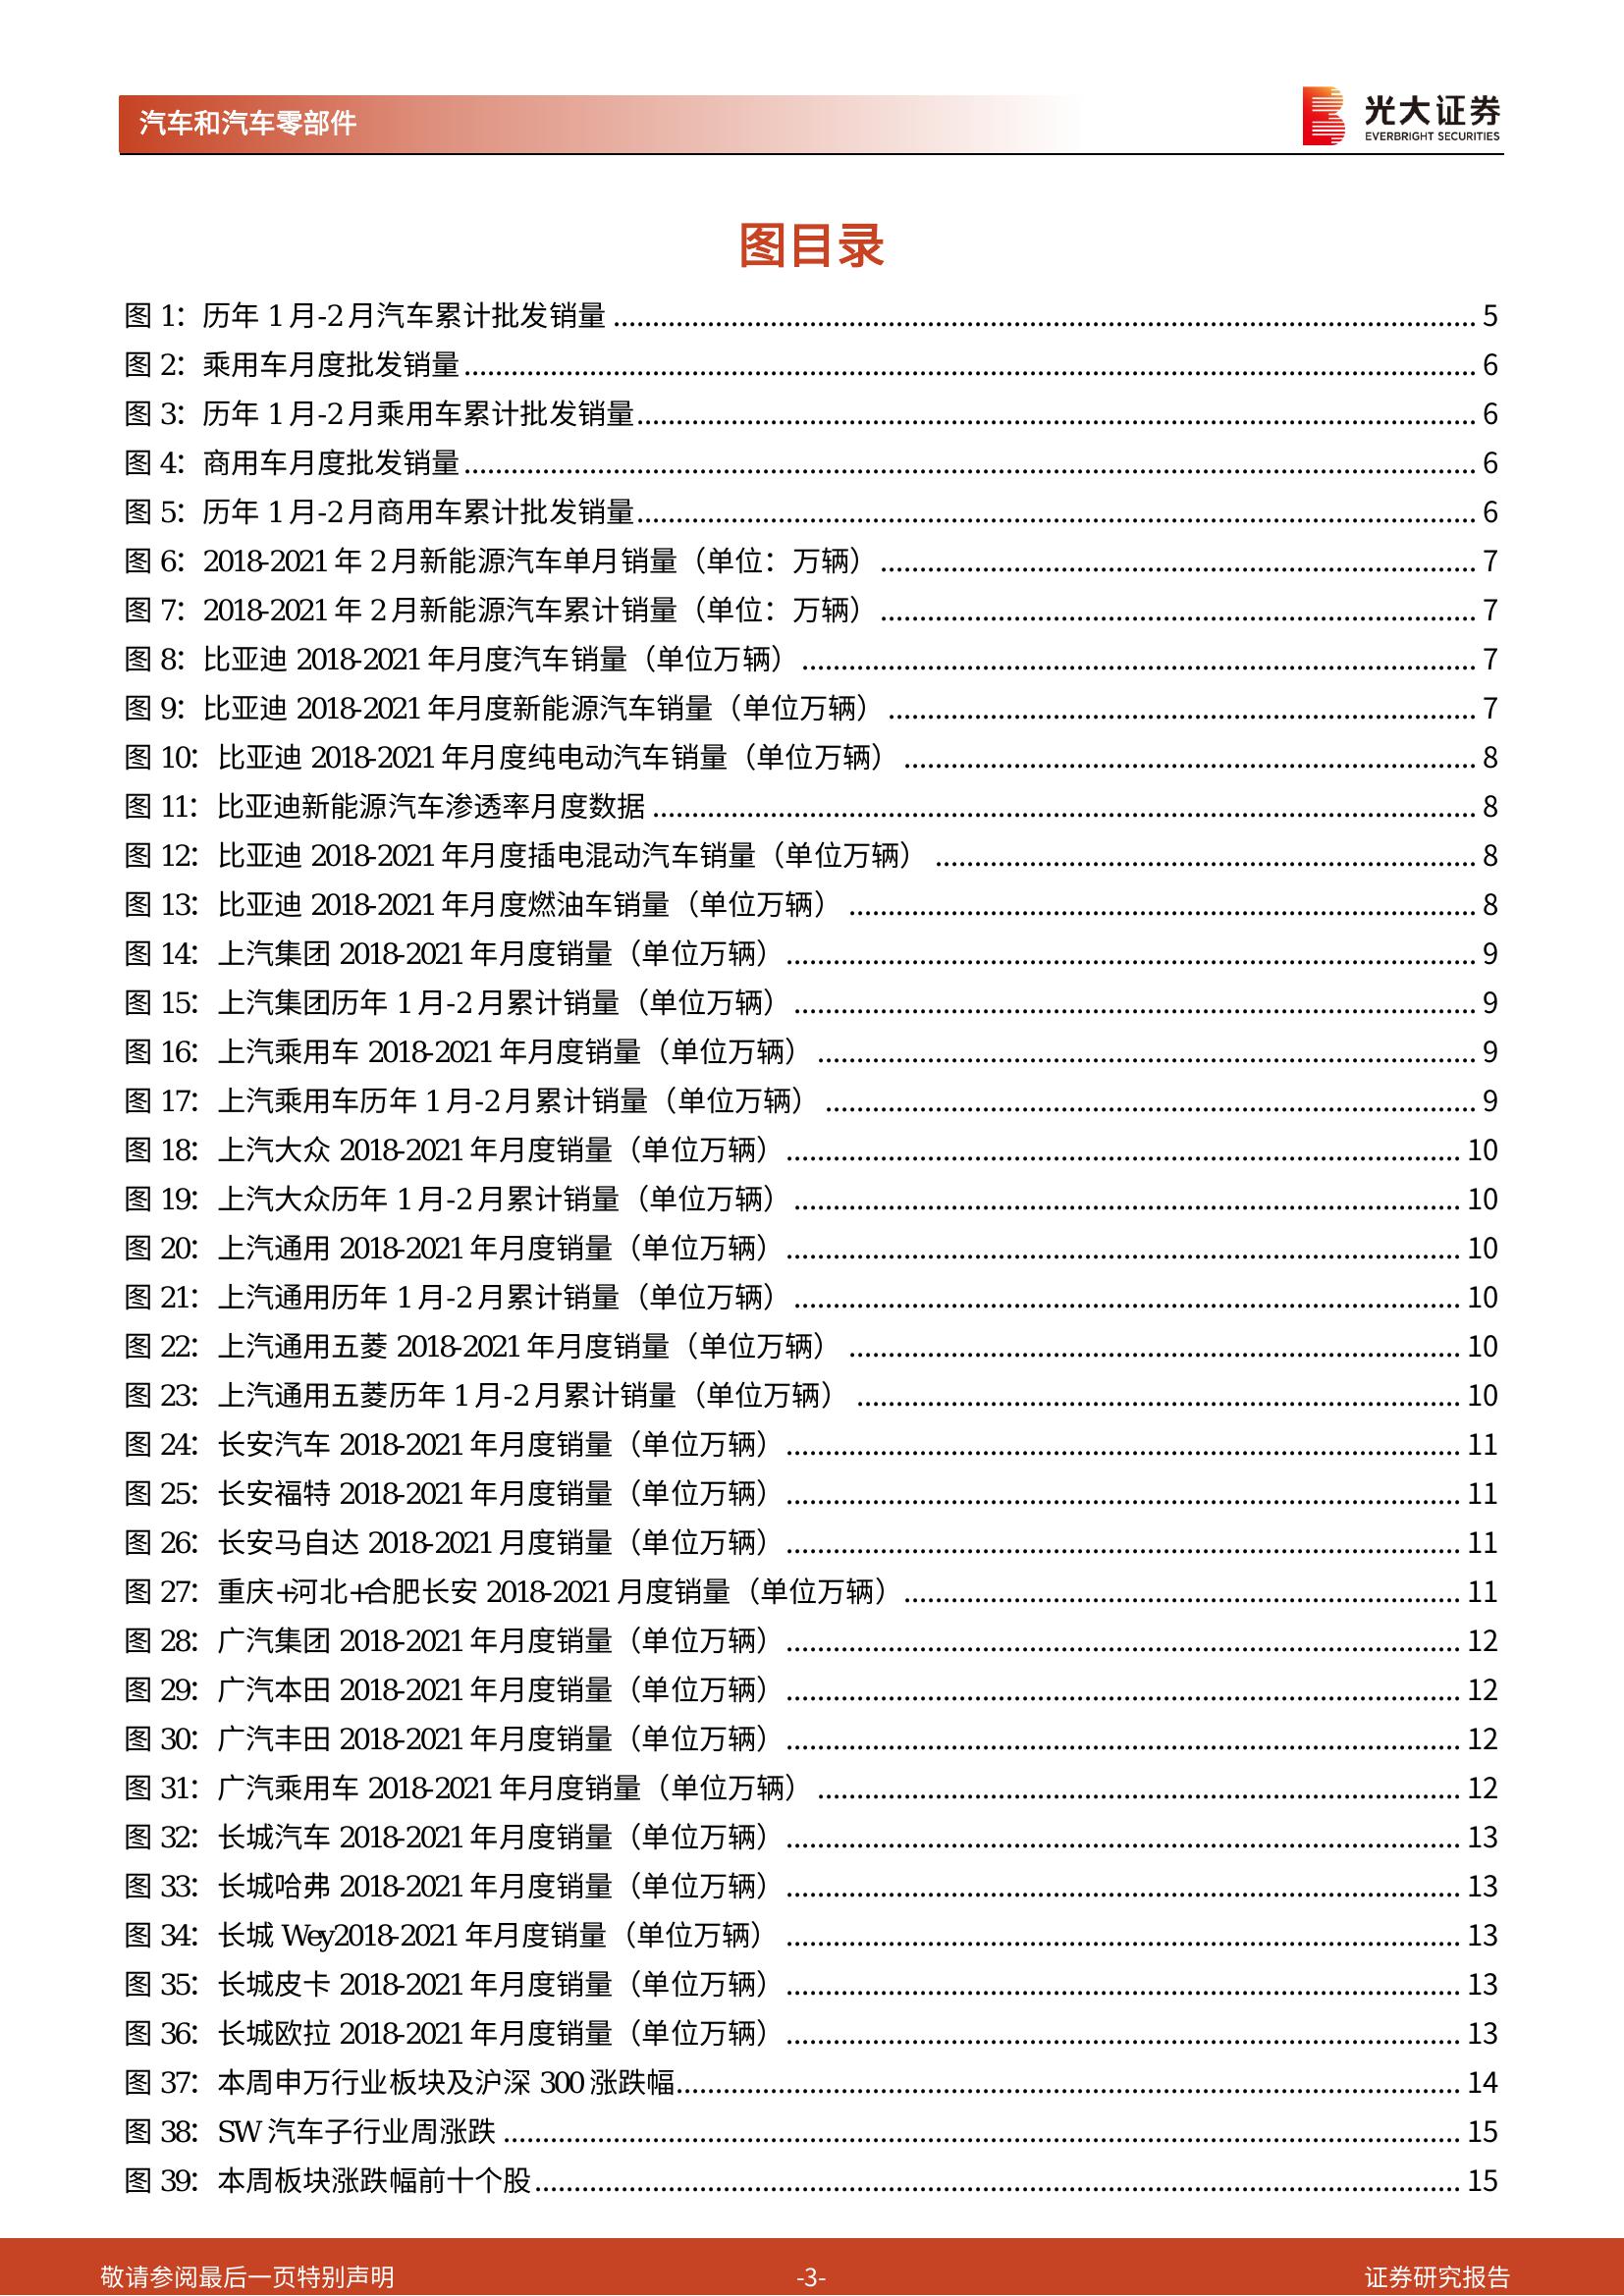 汽车和汽车零部件
光大证券
EVERBRIGHT SECURITIES
图目录
图 1：历年 1 月-2 月汽车累计批发销量 ........ 5
图 2：乘用车月度批发销量 ........ 6
图 3：历年 1 月-2 月乘用车累计批发销量 ........ 6
图 4：商用车月度批发销量 ........ 6
图 5：历年 1 月-2 月商用车累计批发销量 ........ 6
图 6：2018-2021 年 2 月新能源汽车单月销量（单位：万辆） ........ 7
图 7：2018-2021 年 2 月新能源汽车累计销量（单位：万辆） ........ 7
图 8：比亚迪 2018-2021 年月度汽车销量（单位万辆） ........ 7
图 9：比亚迪 2018-2021 年月度新能源汽车销量（单位万辆） ........ 7
图 10：比亚迪 2018-2021 年月度纯电动汽车销量（单位万辆） ........ 8
图 11：比亚迪新能源汽车渗透率月度数据 ........ 8
图 12：比亚迪 2018-2021 年月度插电混动汽车销量（单位万辆） ........ 8
图 13：比亚迪 2018-2021 年月度燃油车销量（单位万辆） ........ 8
图 14：上汽集团 2018-2021 年月度销量（单位万辆） ........ 9
图 15：上汽集团历年 1 月-2 月累计销量（单位万辆） ........ 9
图 16：上汽乘用车 2018-2021 年月度销量（单位万辆） ........ 9
图 17：上汽乘用车历年 1 月-2 月累计销量（单位万辆） ........ 9
图 18：上汽大众 2018-2021 年月度销量（单位万辆） ........ 10
图 19：上汽大众历年 1 月-2 月累计销量（单位万辆） ........ 10
图 20：上汽通用 2018-2021 年月度销量（单位万辆） ........ 10
图 21：上汽通用历年 1 月-2 月累计销量（单位万辆） ........ 10
图 22：上汽通用五菱 2018-2021 年月度销量（单位万辆） ........ 10
图 23：上汽通用五菱历年 1 月-2 月累计销量（单位万辆） ........ 10
图 24：长安汽车 2018-2021 年月度销量（单位万辆） ........ 11
图 25：长安福特 2018-2021 年月度销量（单位万辆） ........ 11
图 26：长安马自达 2018-2021 月度销量（单位万辆） ........ 11
图 27：重庆+河北+合肥长安 2018-2021 月度销量（单位万辆） ........ 11
图 28：广汽集团 2018-2021 年月度销量（单位万辆） ........ 12
图 29：广汽本田 2018-2021 年月度销量（单位万辆） ........ 12
图 30：广汽丰田 2018-2021 年月度销量（单位万辆） ........ 12
图 31：广汽乘用车 2018-2021 年月度销量（单位万辆） ........ 12
图 32：长城汽车 2018-2021 年月度销量（单位万辆） ........ 13
图 33：长城哈弗 2018-2021 年月度销量（单位万辆） ........ 13
图 34：长城 Wey2018-2021 年月度销量（单位万辆） ........ 13
图 35：长城皮卡 2018-2021 年月度销量（单位万辆） ........ 13
图 36：长城欧拉 2018-2021 年月度销量（单位万辆） ........ 13
图 37：本周申万行业板块及沪深 300 涨跌幅 ........ 14
图 38：SW 汽车子行业周涨跌 ........ 15
图 39：本周板块涨跌幅前十个股 ........ 15
敬请参阅最后一页特别声明
-3-
证券研究报告